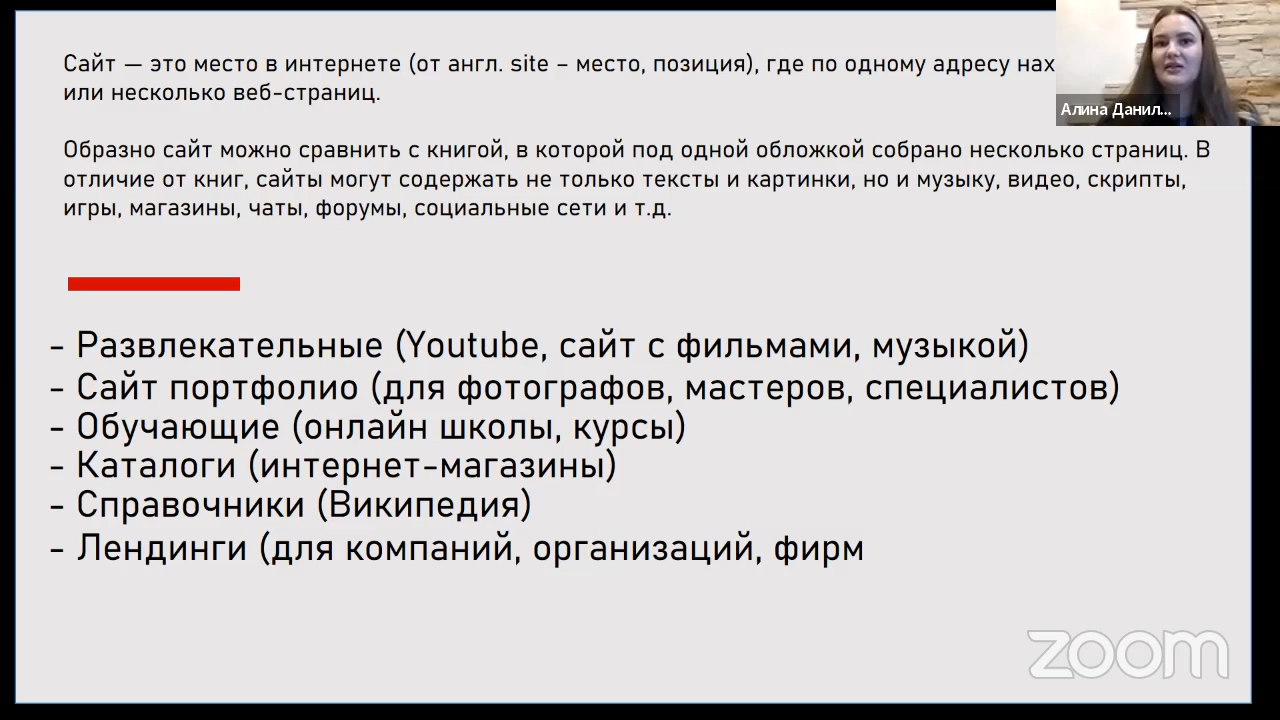 Сайт — это место в интернете (от англ. site – место, позиция), где по одному адресу
или несколько веб-страниц.
Образно сайт можно сравнить с книгой, в которой под одной обложкой собрано несколько страниц. В
отличие от книг, сайты могут содержать не только тексты и картинки, но и музыку, видео, скрипты,
игры, магазины, чаты, форумы, социальные сети и т.д.
- Развлекательные (Youtube, сайт с фильмами, музыкой)
- Сайт портфолио (для фотографов, мастеров, специалистов)
- Обучающие (онлайн школы, курсы)
- Каталоги (интернет-магазины)
- Справочники (Википедия)
- Лендинги (для компаний, организаций, фирм
Алина Данил...
zoom